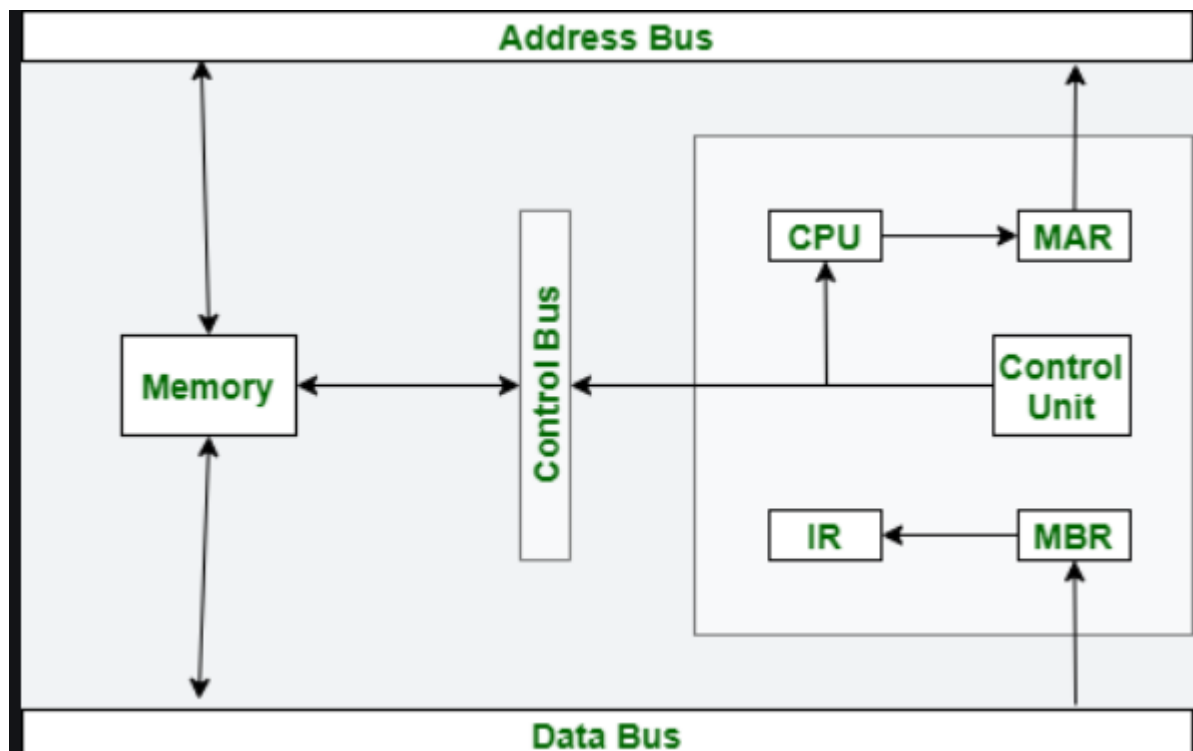 Address Bus
CPU
MAR
Memory
Control Bus
Control
Unit
IR
MBR
Data Bus